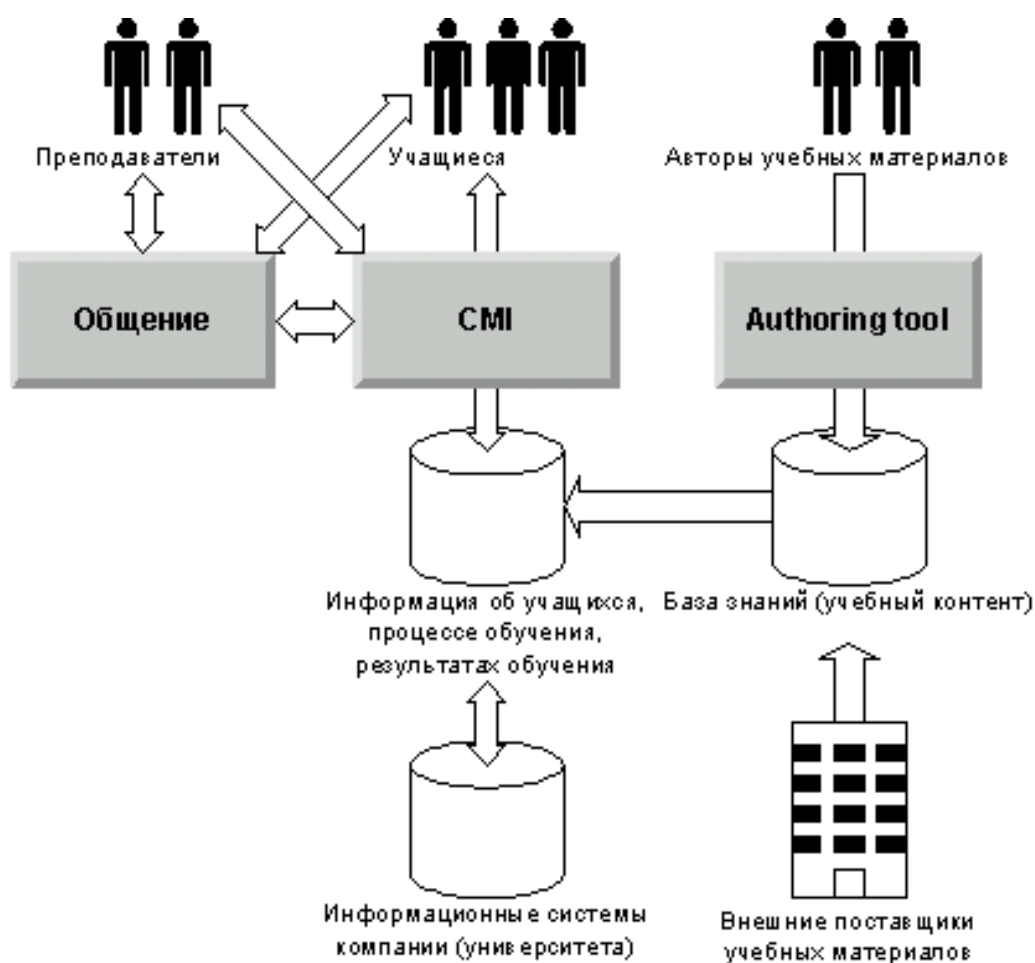 Преподаватели
Учащиеся
Авторы учебных материалов
Общение
CMI
Authoring tool
Информация об учащихся,
процессе обучения,
результатах обучения
База знаний (учебный контент)
Информационные системы
компании (университета)
Внешние поставщики
учебных материалов